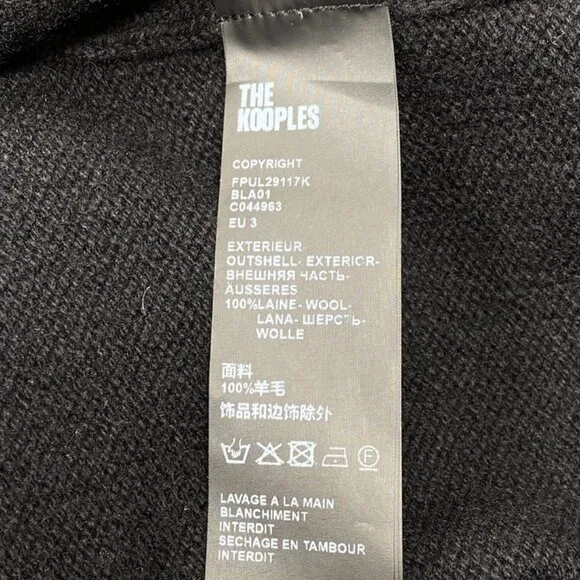 THE
KOOPLES
COPYRIGHT
FPUL29117K
BLA01
C044963
EU 3
EXTERIEUR-
OUTSHELL- EXTERIOR-
ВНЕШНЯЯ ЧАСТЬ-
ÄUSSERES
100%LAINE- WOOL-
LANA- ШЕРСТЬ-
WOLLE
面料
100%羊毛
饰品和边饰除外
F
LAVAGE A LA MAIN
BLANCHIMENT
INTERDIT
SECHAGE EN TAMBOUR
INTERDIT